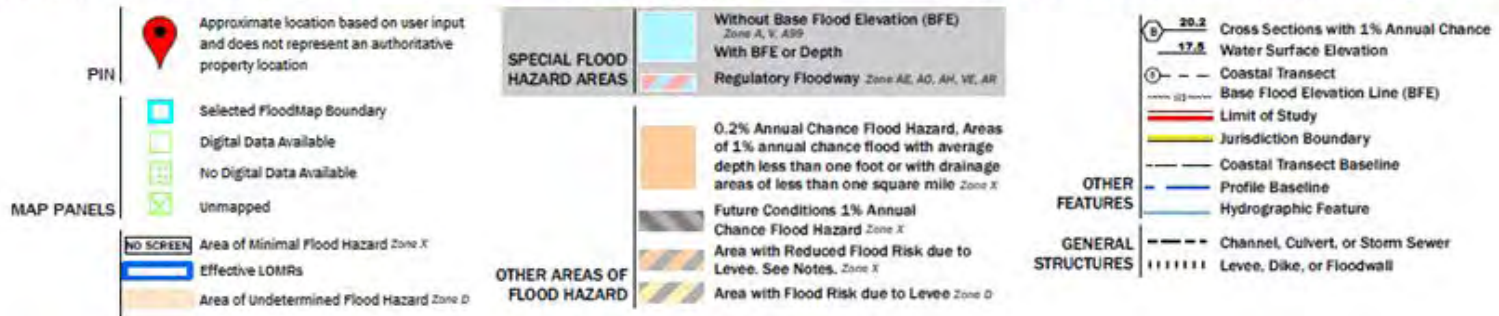 PIN
Approximate location based on user input
and does not represent an authoritative
property location
MAP PANELS
Selected FloodMap Boundary
Digital Data Available
No Digital Data Available
Unmapped
NO SCREEN Area of Minimal Flood Hazard Zone X
Effective LOMRs
Area of Undetermined Flood Hazard Zone D
SPECIAL FLOOD
HAZARD AREAS
Without Base Flood Elevation (BFE)
Zone A, V, A99
With BFE or Depth
Regulatory Floodway Zone AE, AO, AH, VE, AR
OTHER AREAS OF
FLOOD HAZARD
0.2% Annual Chance Flood Hazard, Areas
of 1% annual chance flood with average
depth less than one foot or with drainage
areas of less than one square mile Zone X
Future Conditions 1% Annual
Chance Flood Hazard Zone X
Area with Reduced Flood Risk due to
Levee. See Notes. Zone X
Area with Flood Risk due to Levee Zone D
OTHER
FEATURES
B 20.2 Cross Sections with 1% Annual Chance
17.5 Water Surface Elevation
Coastal Transect
Base Flood Elevation Line (BFE)
Limit of Study
Jurisdiction Boundary
Coastal Transect Baseline
Profile Baseline
Hydrographic Feature
GENERAL
STRUCTURES
Channel, Culvert, or Storm Sewer
Levee, Dike, or Floodwall